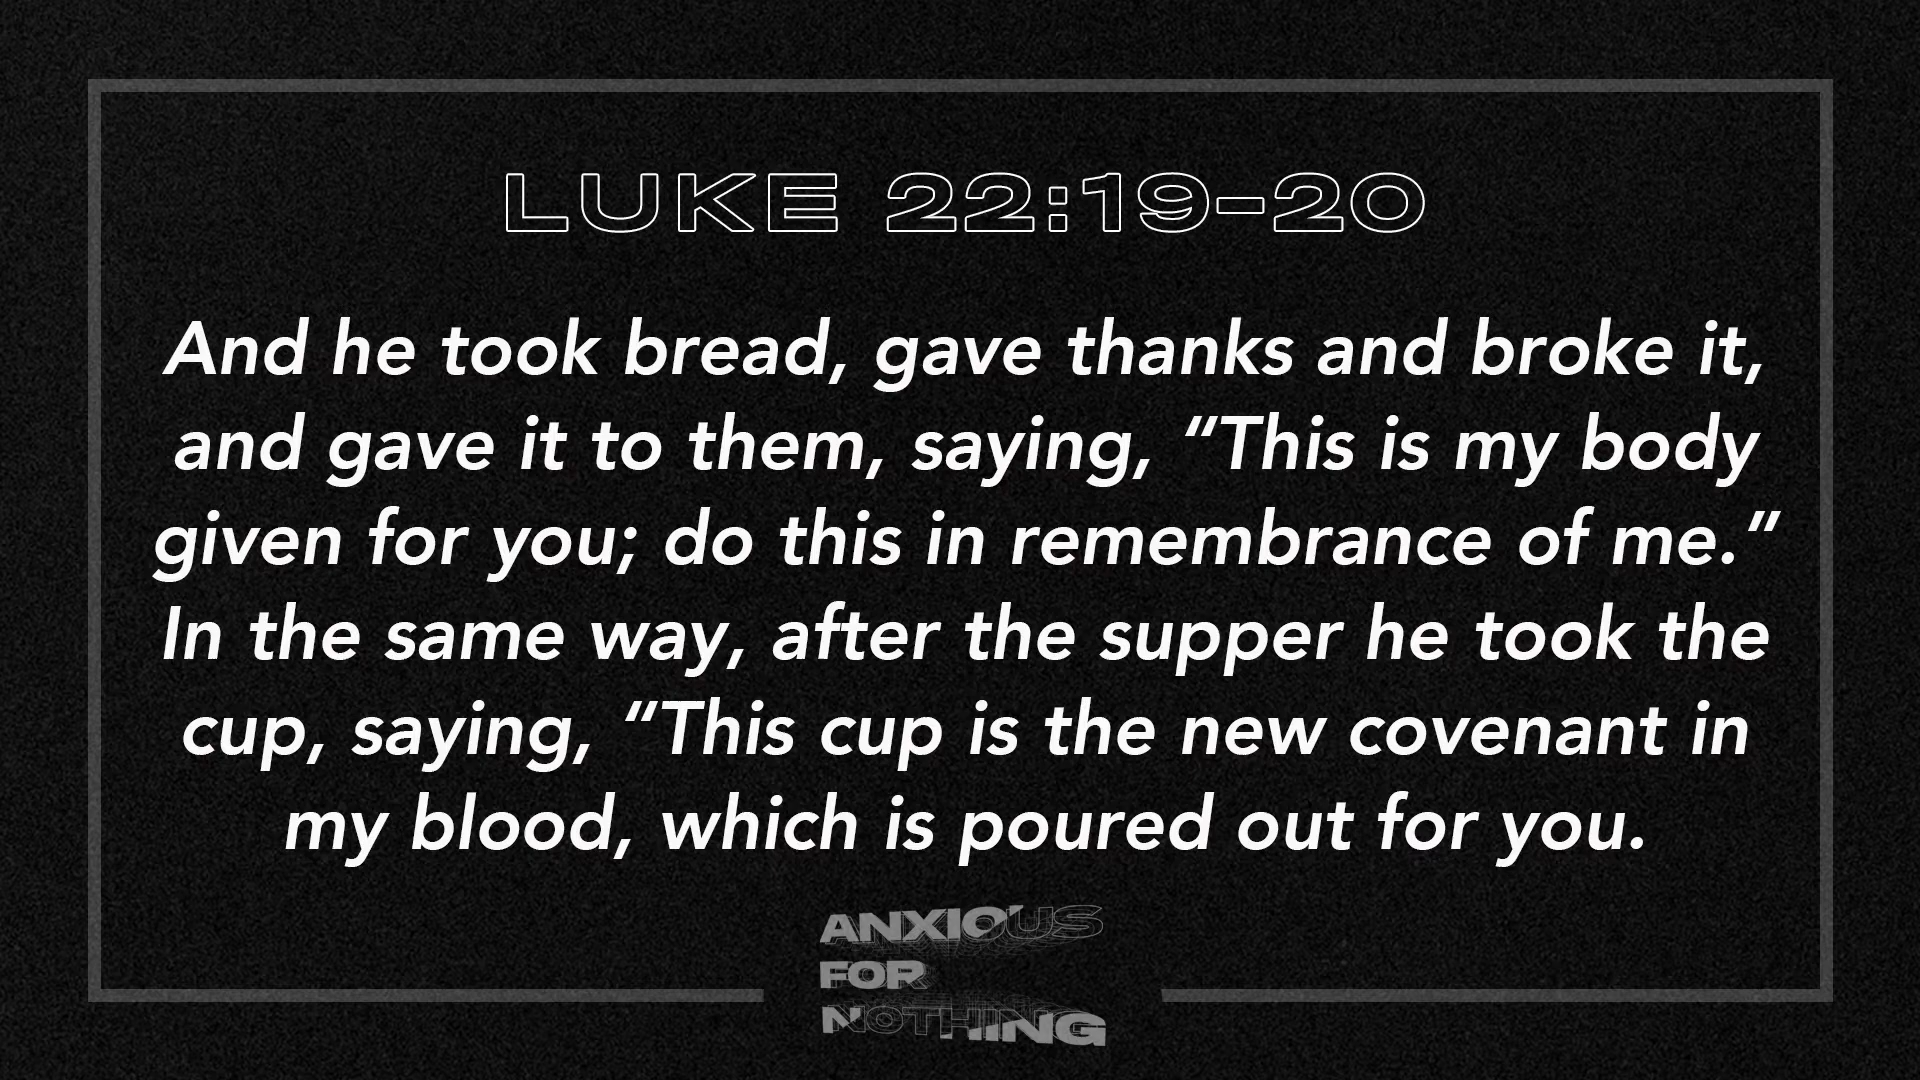 LUKE 22:19-20
And he took bread, gave thanks and broke it,
and gave it to them, saying, “This is my body
given for you; do this in remembrance of me.”
In the same way, after the supper he took the
cup, saying, “This cup is the new covenant in
my blood, which is poured out for you.
ANXIOUS
FOR
NOTHING